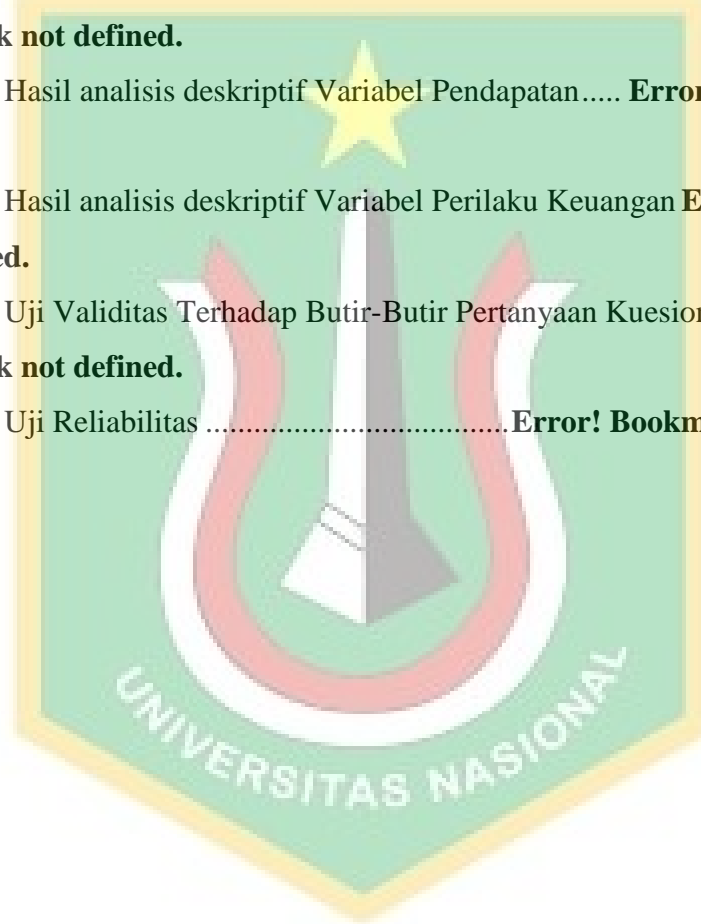 k not defined.
Hasil analisis deskriptif Variabel Pendapatan..... Error
Hasil analisis deskriptif Variabel Perilaku Keuangan E
ed.
Uji Validitas Terhadap Butir-Butir Pertanyaan Kuesion
k not defined.
Uji Reliabilitas ....................................Error! Bookm
UNIVERSITAS NASIONAL